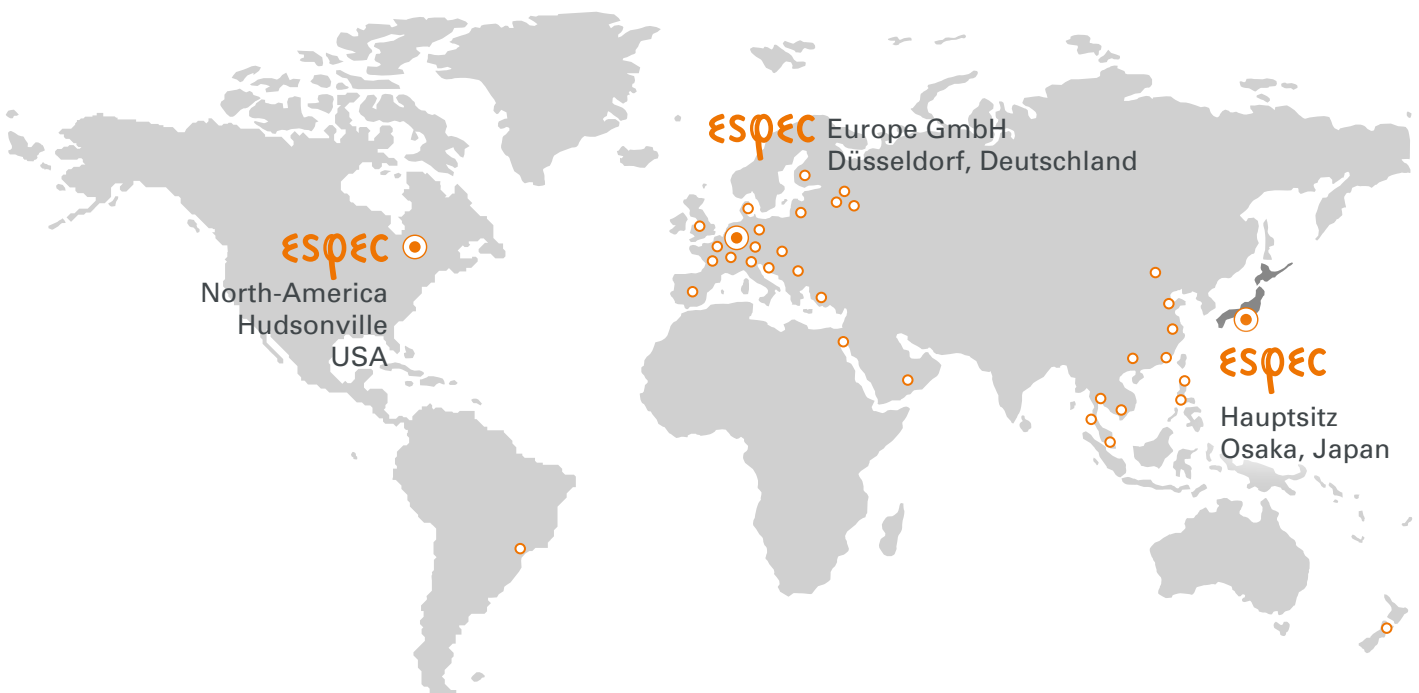 ESPEC Europe GmbH
Düsseldorf, Deutschland
ESPEC
North-America
Hudsonville
USA
ESPEC
Hauptsitz
Osaka, Japan